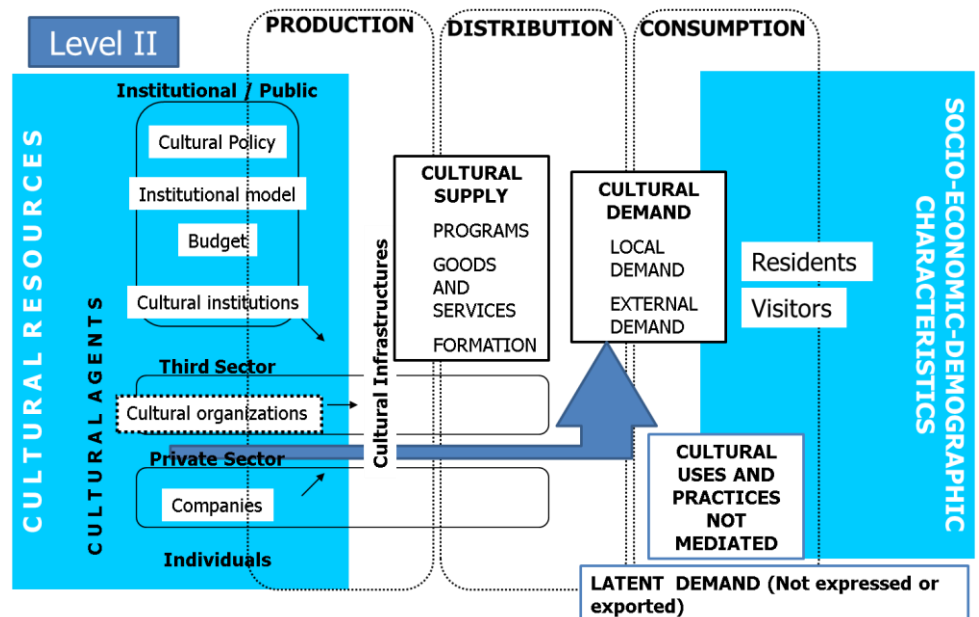 Level II
PRODUCTION
DISTRIBUTION
CONSUMPTION
CULTURAL RESOURCES
CULTURAL AGENTS
Institutional / Public
Cultural Policy
Institutional model
Budget
Cultural institutions
Third Sector
Cultural organizations
Private Sector
Companies
Individuals
Cultural Infrastructures
CULTURAL
SUPPLY
PROGRAMS
GOODS
AND
SERVICES
FORMATION
CULTURAL
DEMAND
LOCAL
DEMAND
EXTERNAL
DEMAND
Residents
Visitors
SOCIO-ECONOMIC-DEMOGRAPHIC
CHARACTERISTICS
CULTURAL
USES AND
PRACTICES
NOT
MEDIATED
LATENT DEMAND (Not expressed or
exported)